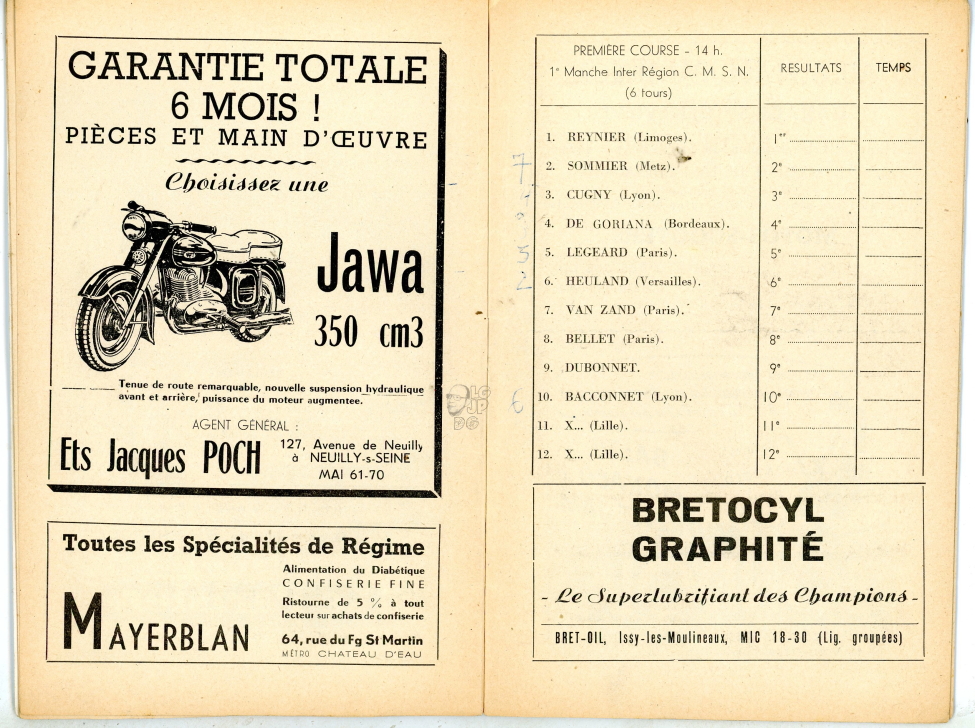 GARANTIE TOTALE
6 MOIS !
PIÈCES ET MAIN D'ŒUVRE
Choisissez une
Jawa
350 cm3
Tenue de route remarquable, nouvelle suspension hydraulique
avant et arrière, puissance du moteur augmentee.
AGENT GÉNÉRAL :
Ets Jacques POCH
127, Avenue de Neuilly
à NEUILLY-s-SEINE
MAI 61-70
Toutes les Spécialités de Régime
MAYERBLAN
Alimentation du Diabétique
CONFISERIE FINE
Ristourne de 5 % à tout
lecteur sur achats de confiserie
64, rue du Fg St Martin
MÉTRO CHATEAU D'EAU
PREMIÈRE COURSE - 14 h.
1e Manche Inter Région C. M. S. N.
(6 tours)
RESULTATS
TEMPS
1. REYNIER (Limoges). 1er
7 2. SOMMIER (Metz). 2e
3. CUGNY (Lyon). 3e
4. DE GORIANA (Bordeaux). 4e
5 5. LEGEARD (Paris). 5e
2 6. HEULAND (Versailles). 6e
7. VAN ZAND (Paris). 7e
8. BELLET (Paris). 8e
9. DUBONNET. 9e
6 10. BACCONNET (Lyon). 10e
11. X... (Lille). 11e
12. X... (Lille). 12e
BRETOCYL
GRAPHITÉ
- Le Superlubrifiant des Champions -
BRET-OIL, Issy-les-Moulineaux, MIC 18-30 (Lig. groupées)